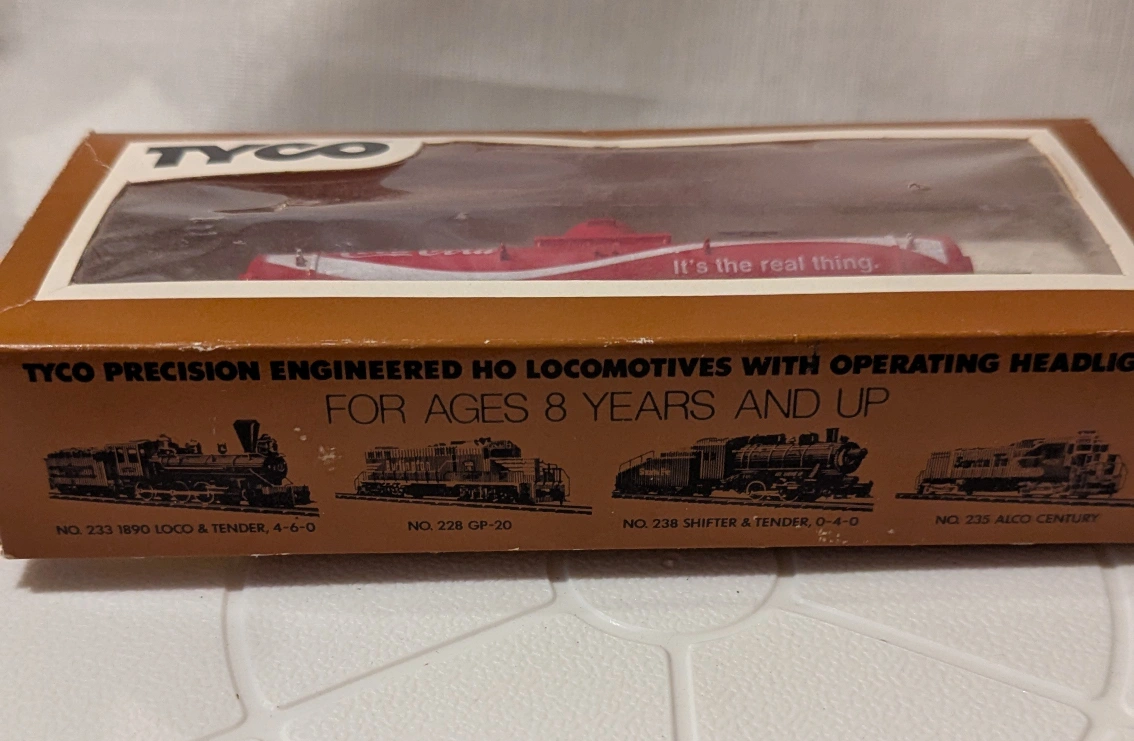 TYCO
It's the real thing.
TYCO PRECISION ENGINEERED HO LOCOMOTIVES WITH OPERATING HEADLIG
FOR AGES 8 YEARS AND UP
NO. 233 1890 LOCO & TENDER, 4-6-0
NO. 228 GP-20
NO. 238 SHIFTER & TENDER, 0-4-0
NO. 235 ALCO CENTURY